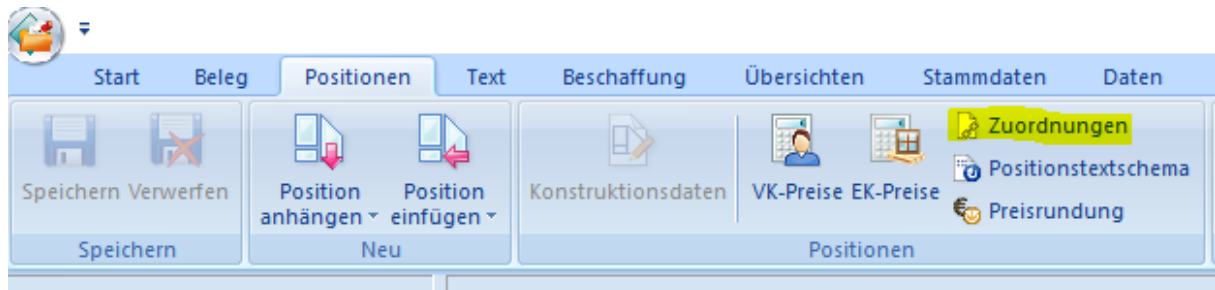 Start Beleg Positionen Text Beschaffung Übersichten Stammdaten Daten
Speichern Verwerfen
Speichern
Position anhängen
Position einfügen
Neu
Konstruktionsdaten
VK-Preise EK-Preise
Zuordnungen
Positionstextschema
Preisrundung
Positionen